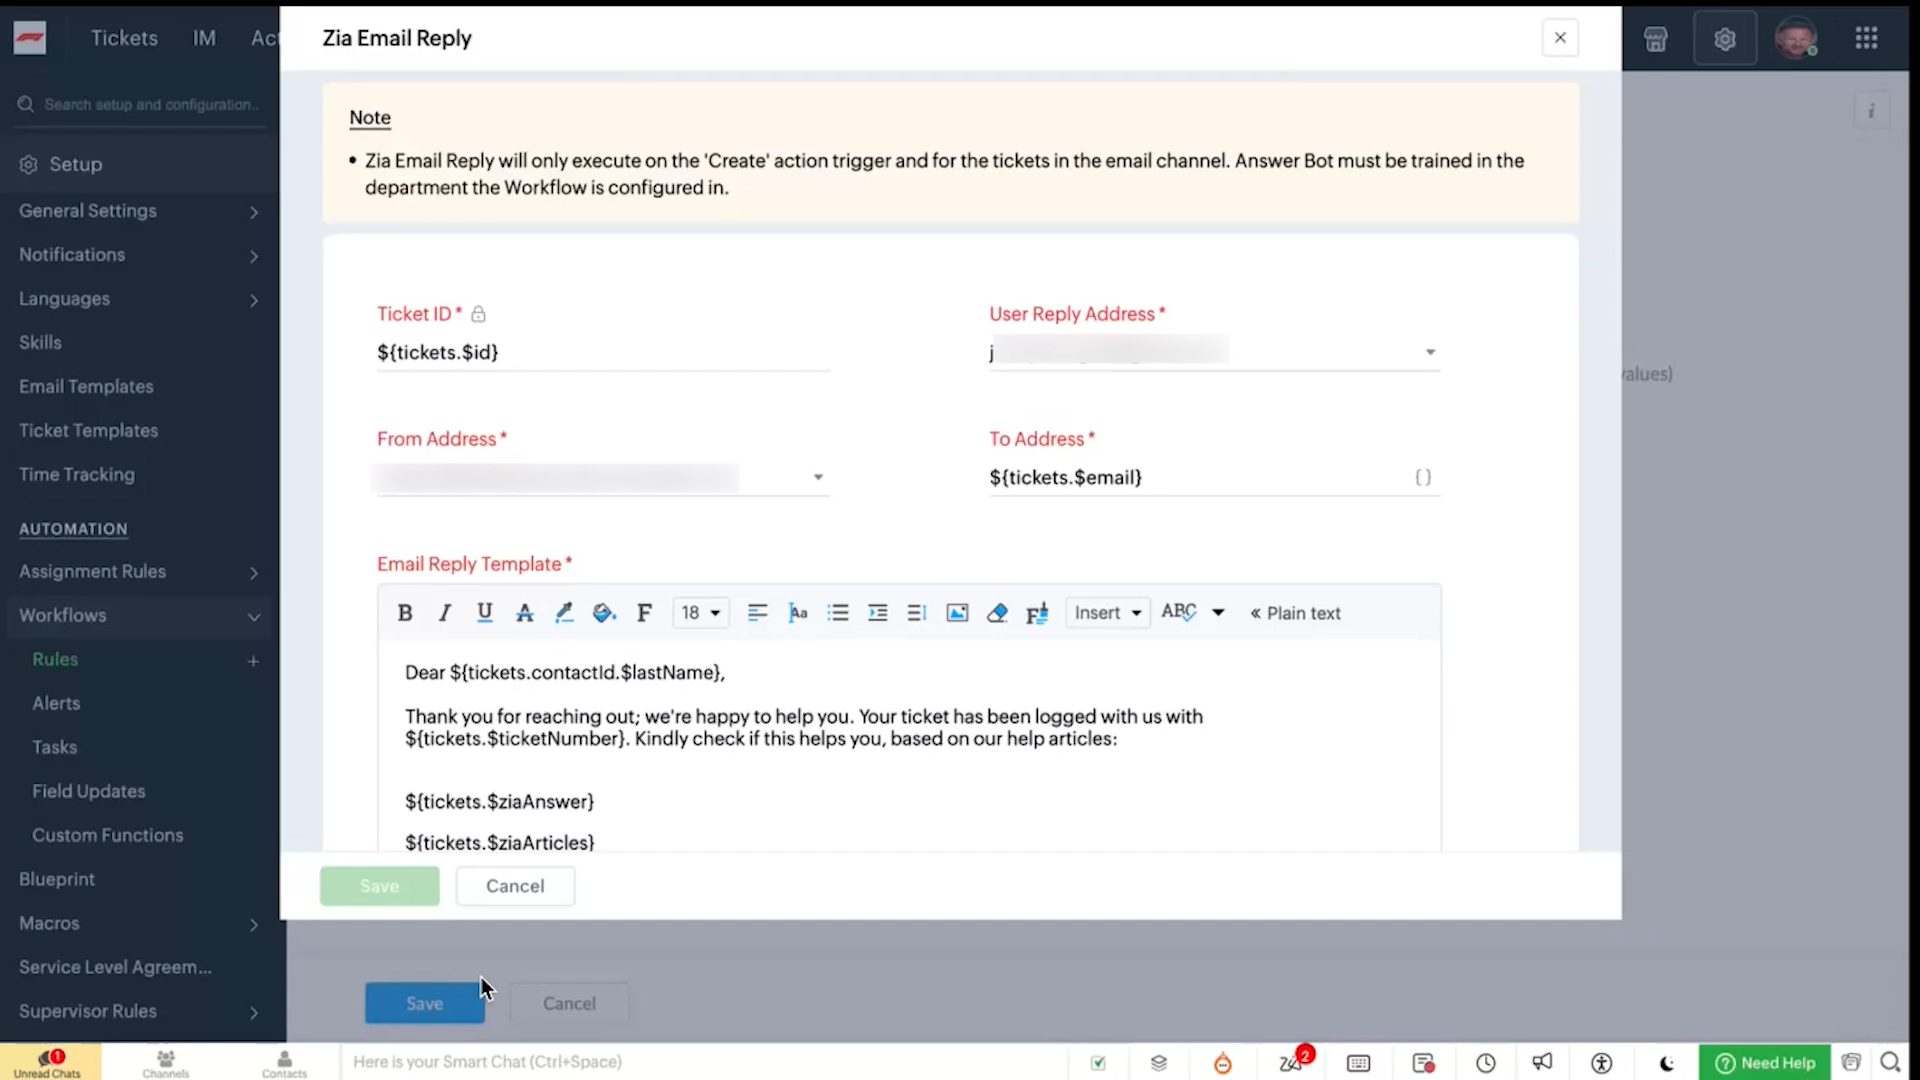 Tickets
IM
Zia Email Reply
Search setup and configuration..
Setup
General Settings
Notifications
Languages
Skills
Email Templates
Ticket Templates
Time Tracking
AUTOMATION
Assignment Rules
Workflows
Rules
Alerts
Tasks
Field Updates
Custom Functions
Blueprint
Macros
Service Level Agreem...
Supervisor Rules
Note
• Zia Email Reply will only execute on the 'Create' action trigger and for the tickets in the email channel. Answer Bot must be trained in the
department the Workflow is configured in.
Ticket ID *
${tickets.$id}
User Reply Address *
j
From Address *
To Address *
${tickets.$email}
{}
Email Reply Template *
B I U A F 18 Aa Insert ABC « Plain text
Dear ${tickets.contactId.$lastName},
Thank you for reaching out; we're happy to help you. Your ticket has been logged with us with
${tickets.$ticketNumber}. Kindly check if this helps you, based on our help articles:
${tickets.$ziaAnswer}
${tickets.$ziaArticles}
Save
Cancel
values)
Save
Cancel
1
Unread Chats
Channels
Contacts
Here is your Smart Chat (Ctrl+Space)
2
Need Help